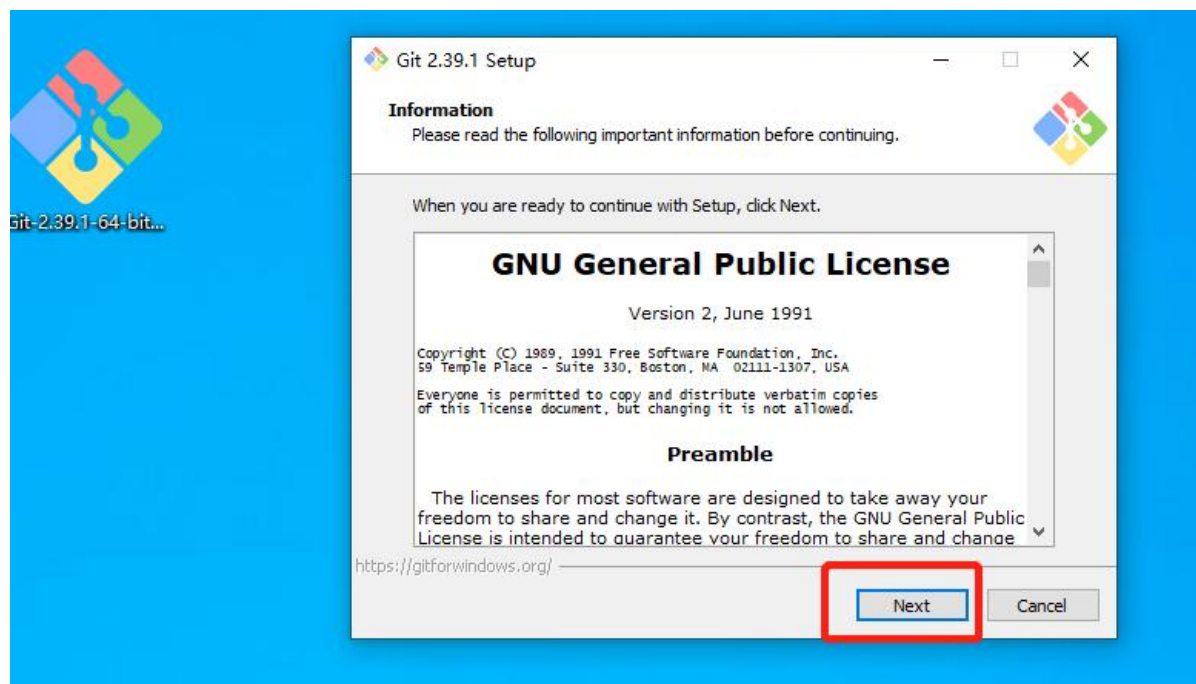 Git-2.39.1-64-bit...
Git 2.39.1 Setup
Information
Please read the following important information before continuing.
When you are ready to continue with Setup, click Next.
GNU General Public License
Version 2, June 1991
Copyright (C) 1989, 1991 Free Software Foundation, Inc.
59 Temple Place - Suite 330, Boston, MA  02111-1307, USA
Everyone is permitted to copy and distribute verbatim copies
of this license document, but changing it is not allowed.
Preamble
The licenses for most software are designed to take away your
freedom to share and change it. By contrast, the GNU General Public
License is intended to guarantee your freedom to share and change
https://gitforwindows.org/
Next
Cancel